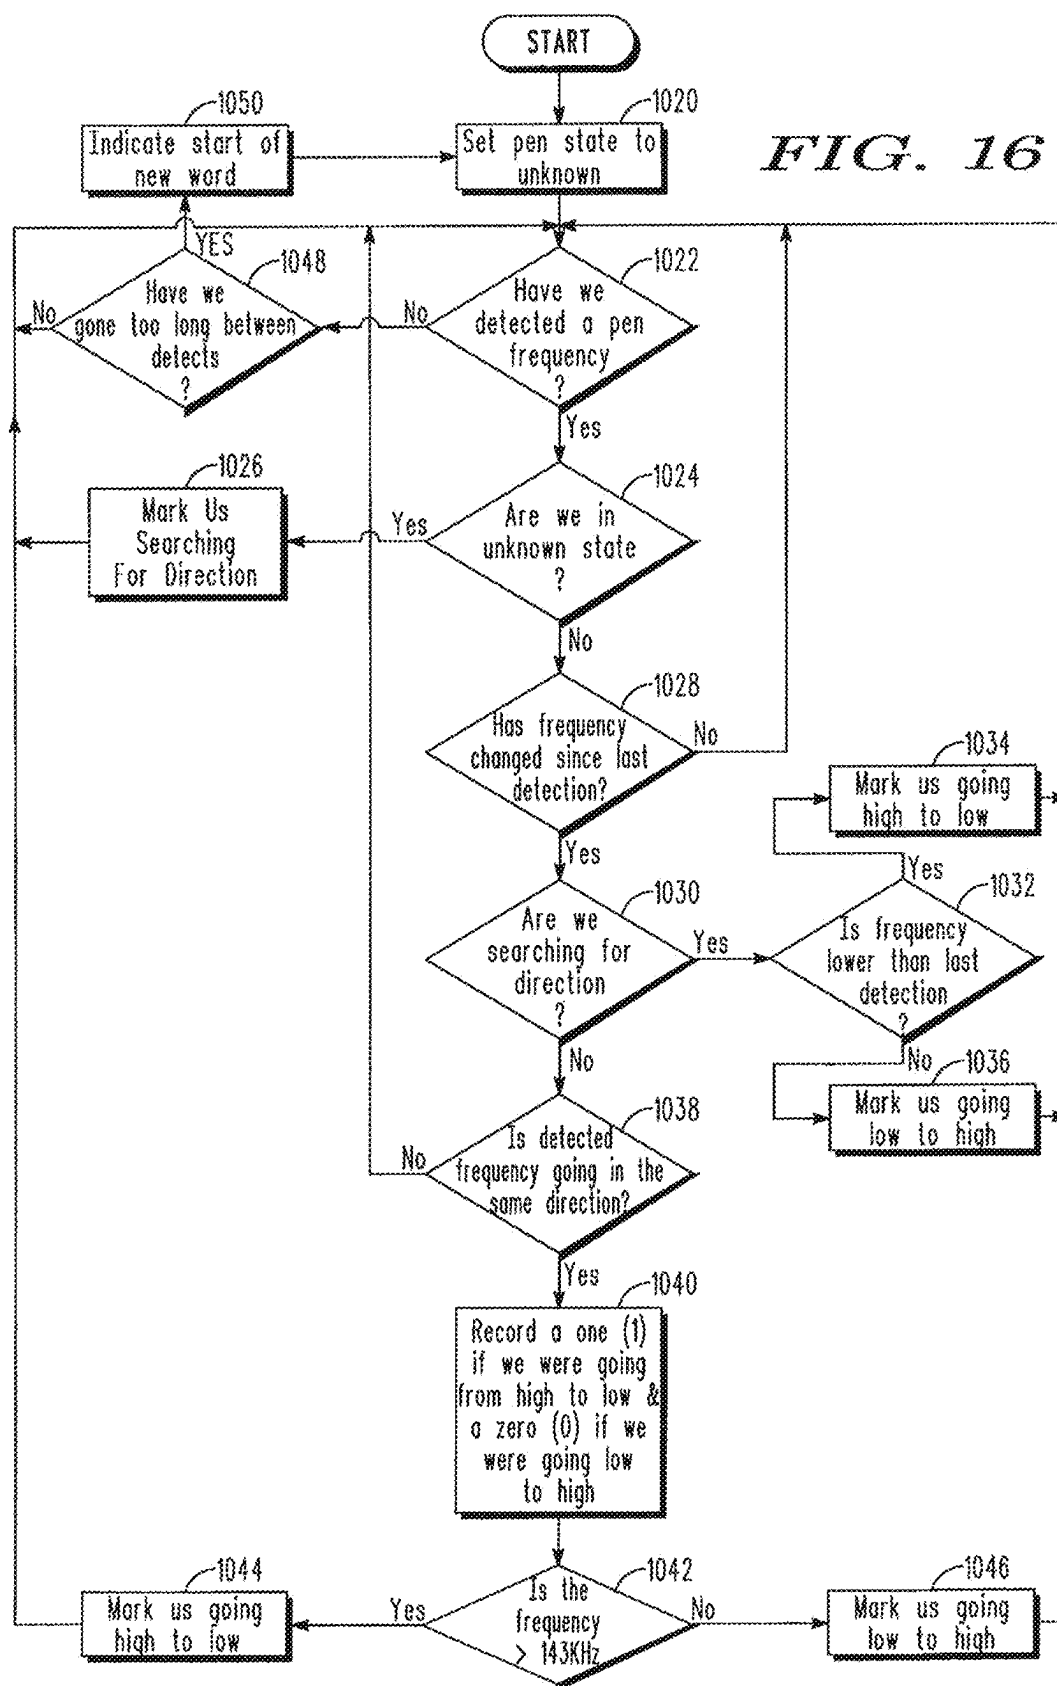 START
1050
Indicate start of
new word
1020
Set pen state to
unknown
FIG. 16
YES
1048
Have we
gone too long between
detects
?
No
1022
Have we
detected a pen
frequency
?
No
Yes
1026
Mark Us
Searching
For Direction
1024
Are we in
unknown state
?
Yes
No
1028
Has frequency
changed since last
detection?
No
Yes
1034
Mark us going
high to low
Yes
1030
Are we
searching for
direction
?
Yes
No
1032
Is frequency
lower than last
detection
?
No
1036
Mark us going
low to high
1038
Is detected
frequency going in the
same direction?
No
Yes
1040
Record a one (1)
if we were going
from high to low &
a zero (0) if we
were going low
to high
1044
Mark us going
high to low
1042
Is the
frequency
> 143KHz
Yes
No
1046
Mark us going
low to high